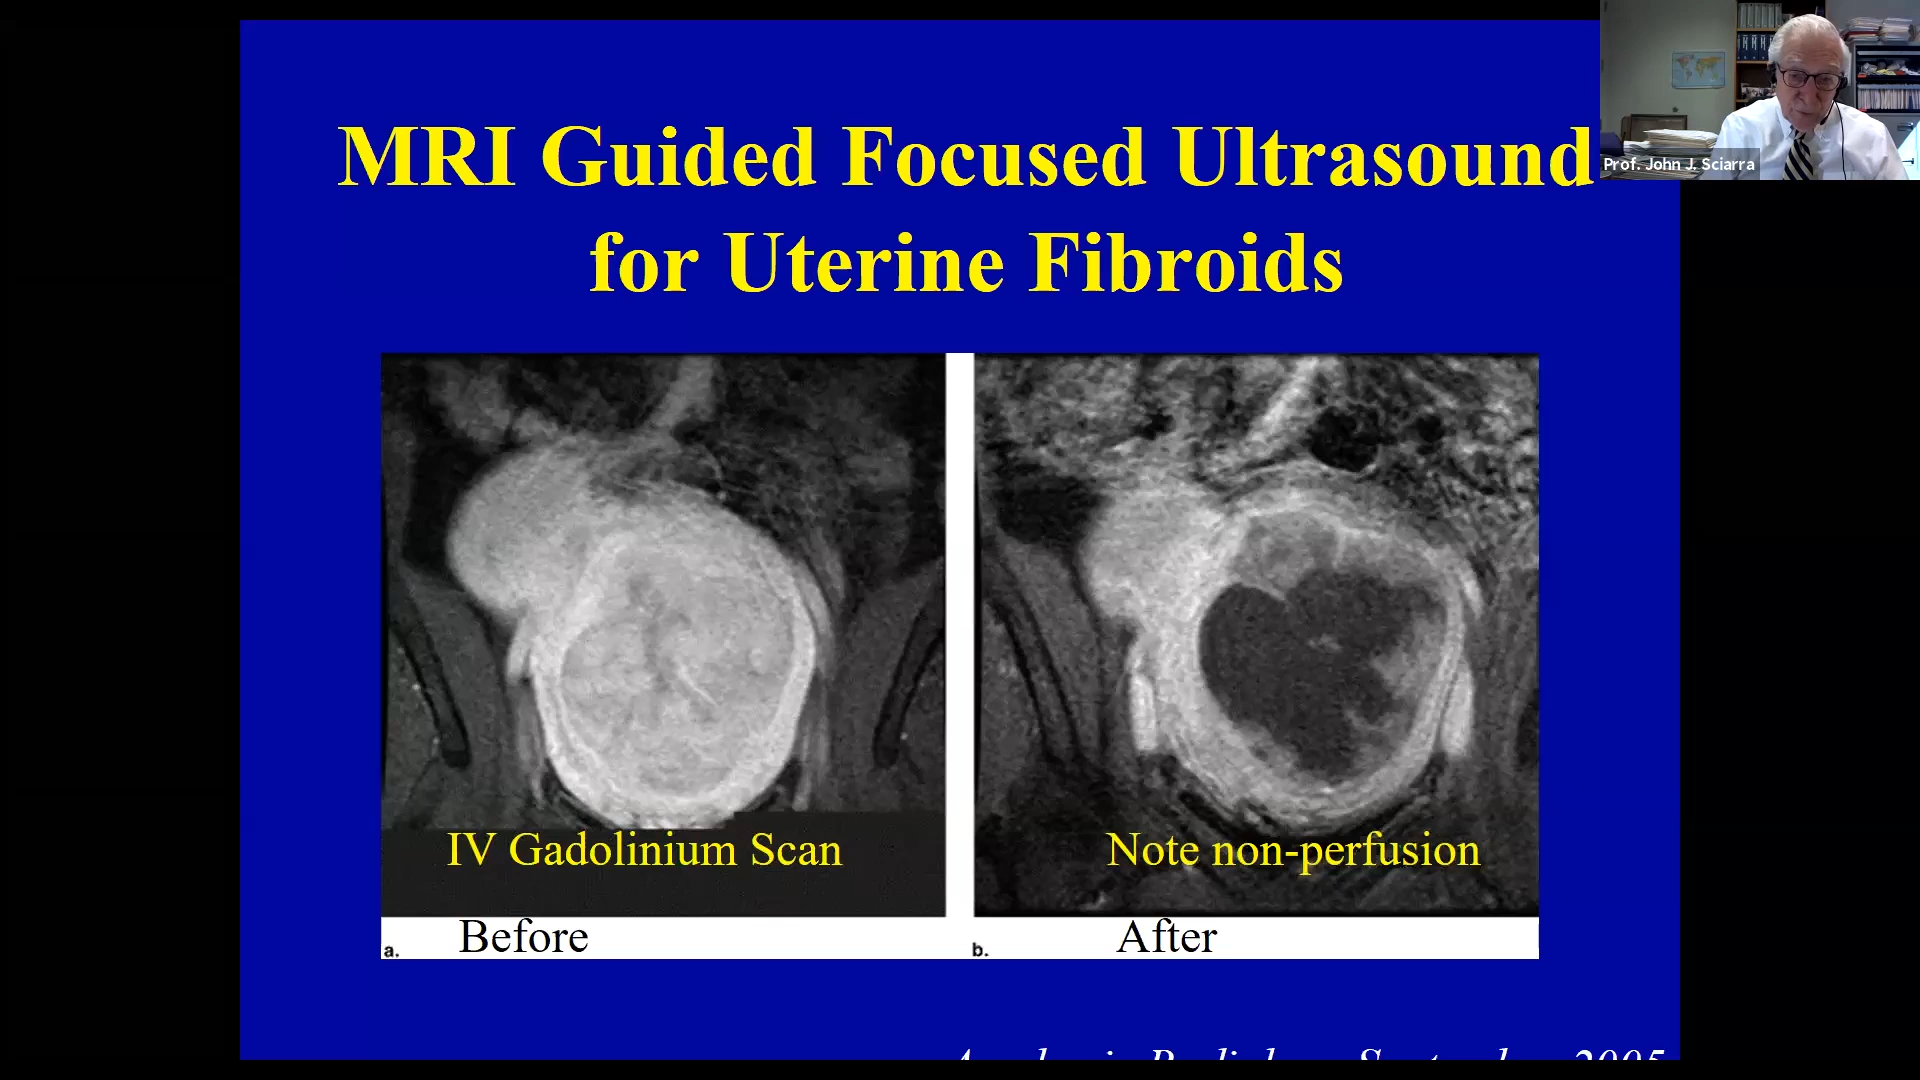 MRI Guided Focused Ultrasound
for Uterine Fibroids
Prof. John J. Sciarra
IV Gadolinium Scan
Note non-perfusion
a.
Before
b.
After